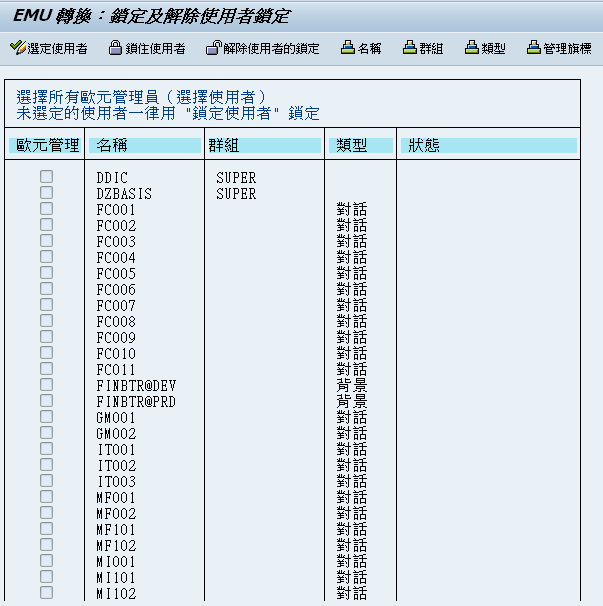 EMU 轉換：鎖定及解除使用者鎖定
選定使用者 鎖住使用者 解除使用者的鎖定 名稱 群組 類型 管理旗標
選擇所有歐元管理員（選擇使用者）
未選定的使用者一律用 "鎖定使用者" 鎖定
歐元管理 名稱 群組 類型 狀態
DDIC SUPER
DZBASIS SUPER
FC001 對話
FC002 對話
FC003 對話
FC004 對話
FC005 對話
FC006 對話
FC007 對話
FC008 對話
FC009 對話
FC010 對話
FC011 對話
FINBTR@DEV 背景
FINBTR@PRD 背景
GM001 對話
GM002 對話
IT001 對話
IT002 對話
IT003 對話
MF001 對話
MF002 對話
MF101 對話
MF102 對話
MI001 對話
MI101 對話
MI102 對話